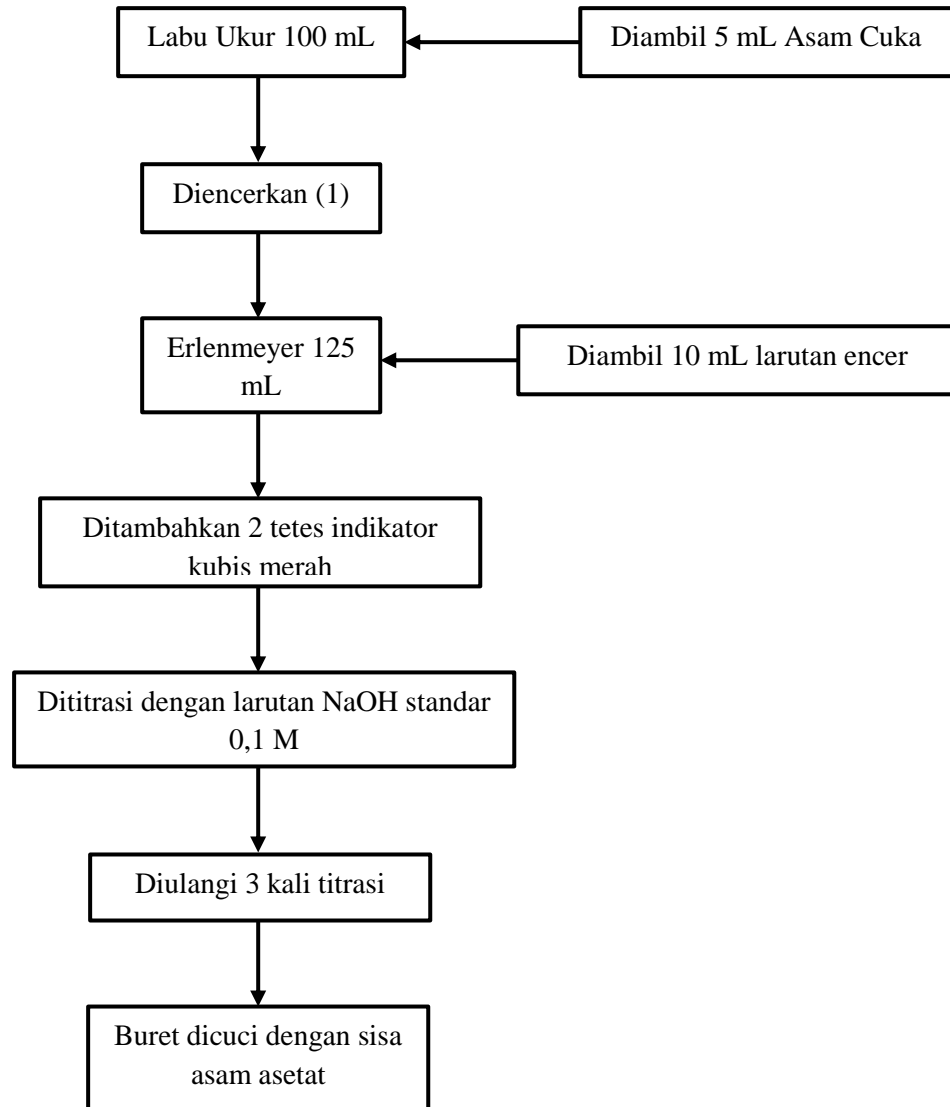 Labu Ukur 100 mL
Diambil 5 mL Asam Cuka
Diencerkan (1)
Erlenmeyer 125
mL
Diambil 10 mL larutan encer
Ditambahkan 2 tetes indikator
kubis merah
Dititrasi dengan larutan NaOH standar
0,1 M
Diulangi 3 kali titrasi
Buret dicuci dengan sisa
asam asetat